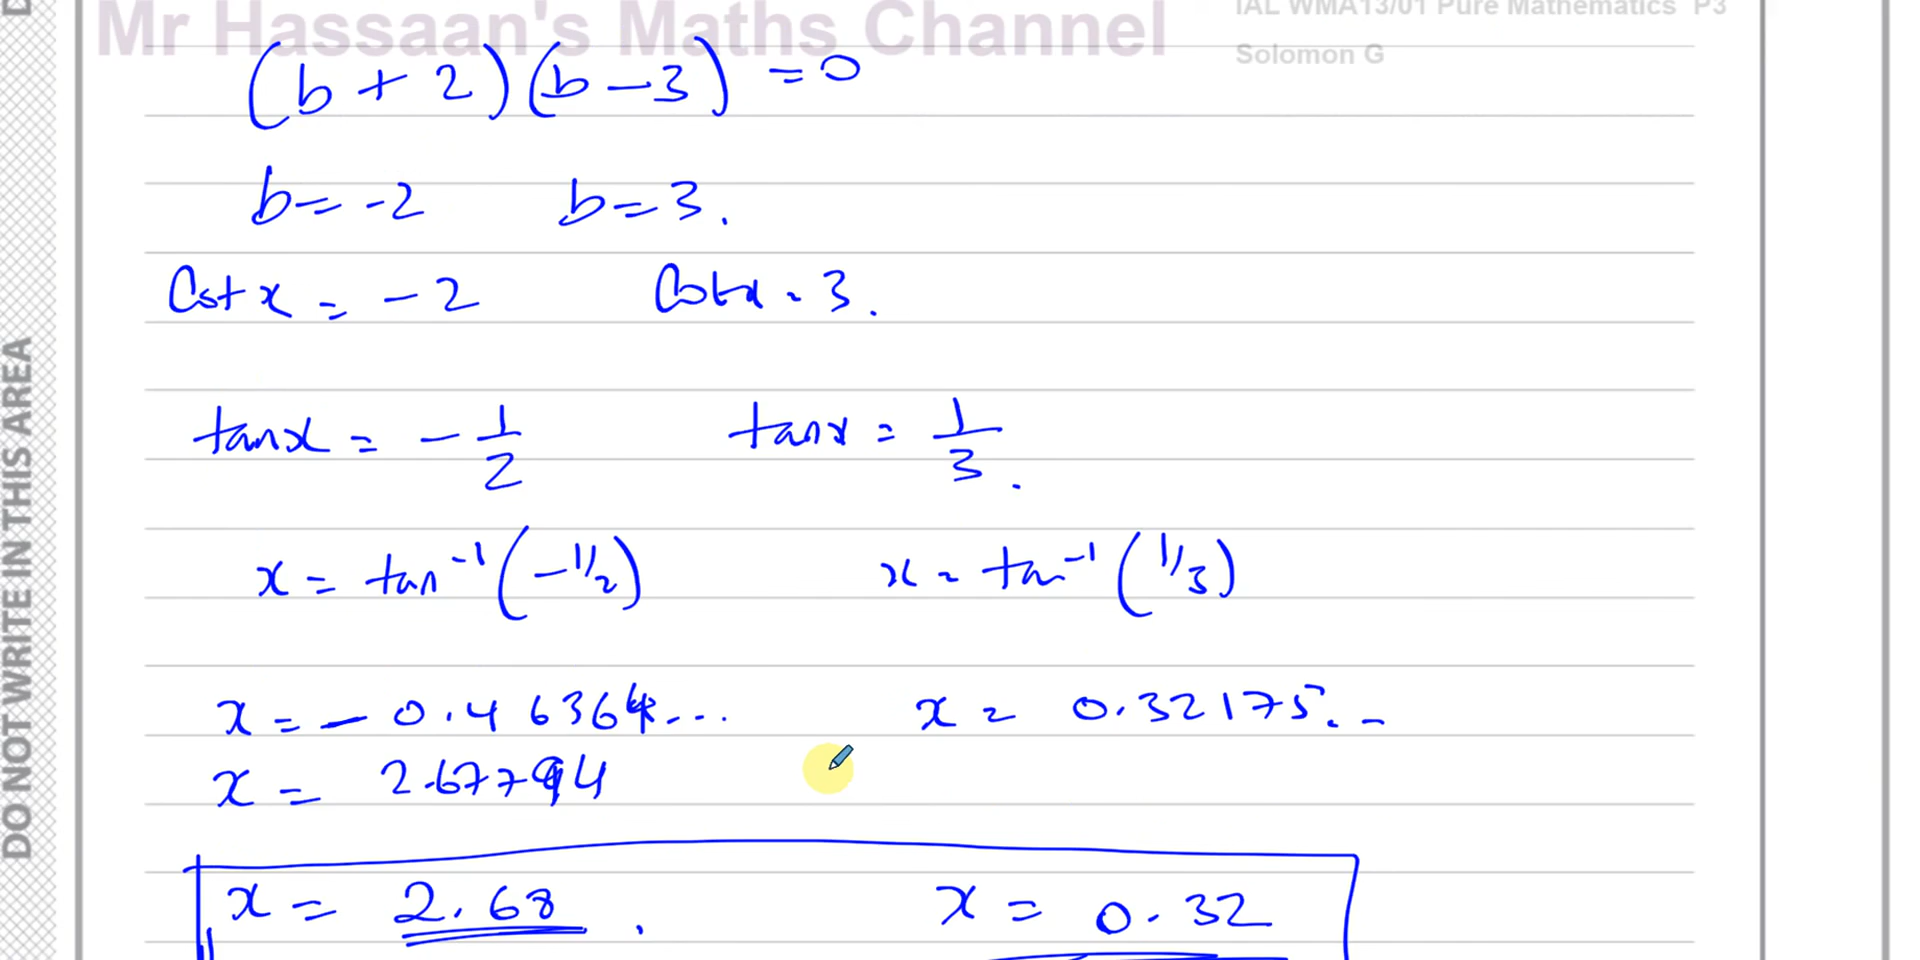 Mr Hassaan's Maths Channel
IAL WMA13/01 Pure Mathematics P3
Solomon G
(b + 2)(b - 3) = 0
b = -2 b = 3.
Cot x = -2 Cot x = 3.
tan x = -1/2 tan x = 1/3.
x = tan⁻¹(-1/2) x = tan⁻¹(1/3)
x = -0.46364... x = 0.32175...
x = 2.67794
x = 2.68. x = 0.32
DO NOT WRITE IN THIS AREA